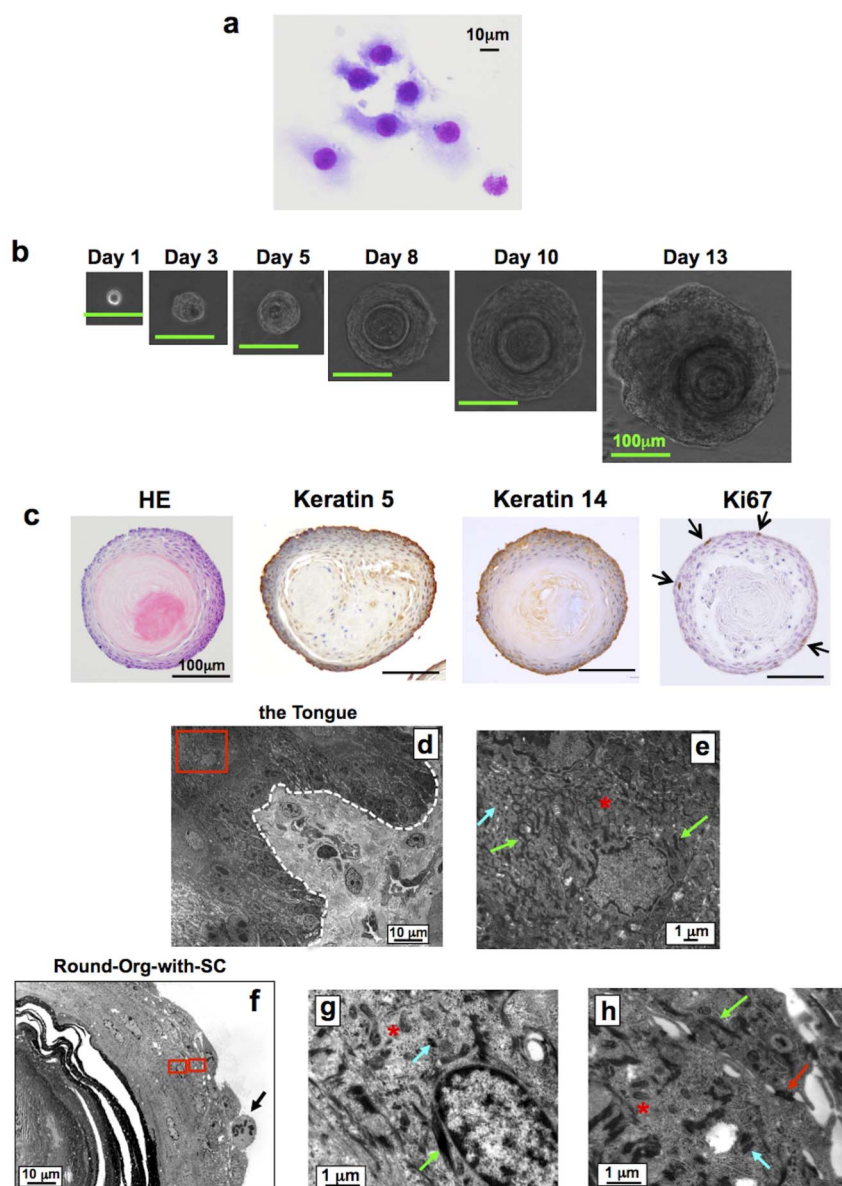 a
10μm
b
Day 1 Day 3 Day 5 Day 8 Day 10 Day 13
100μm
c
HE Keratin 5 Keratin 14 Ki67
100μm
the Tongue
d
e
*
10 μm
1 μm
Round-Org-with-SC
f
g
h
*
*
10 μm
1 μm
1 μm